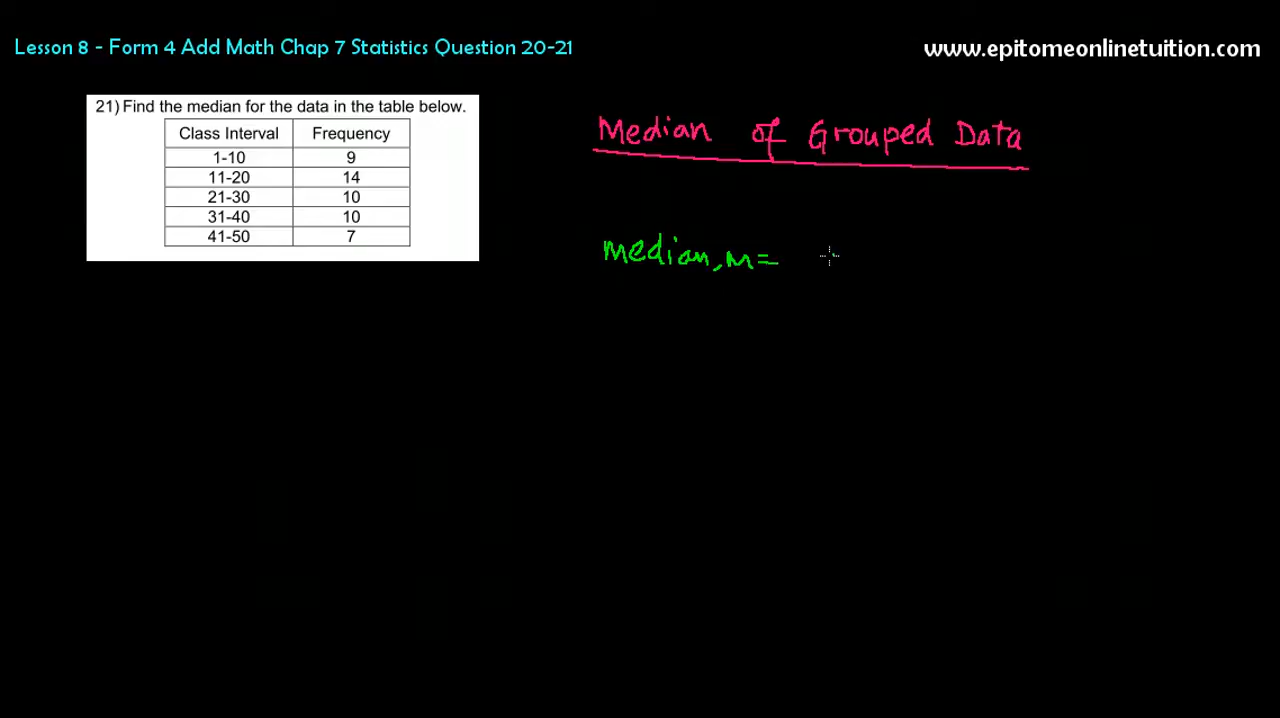 Lesson 8 - Form 4 Add Math Chap 7 Statistics Question 20-21
www.epitomeonlinetuition.com
21) Find the median for the data in the table below.
Class Interval Frequency
1-10 9
11-20 14
21-30 10
31-40 10
41-50 7
Median of Grouped Data
median, m=